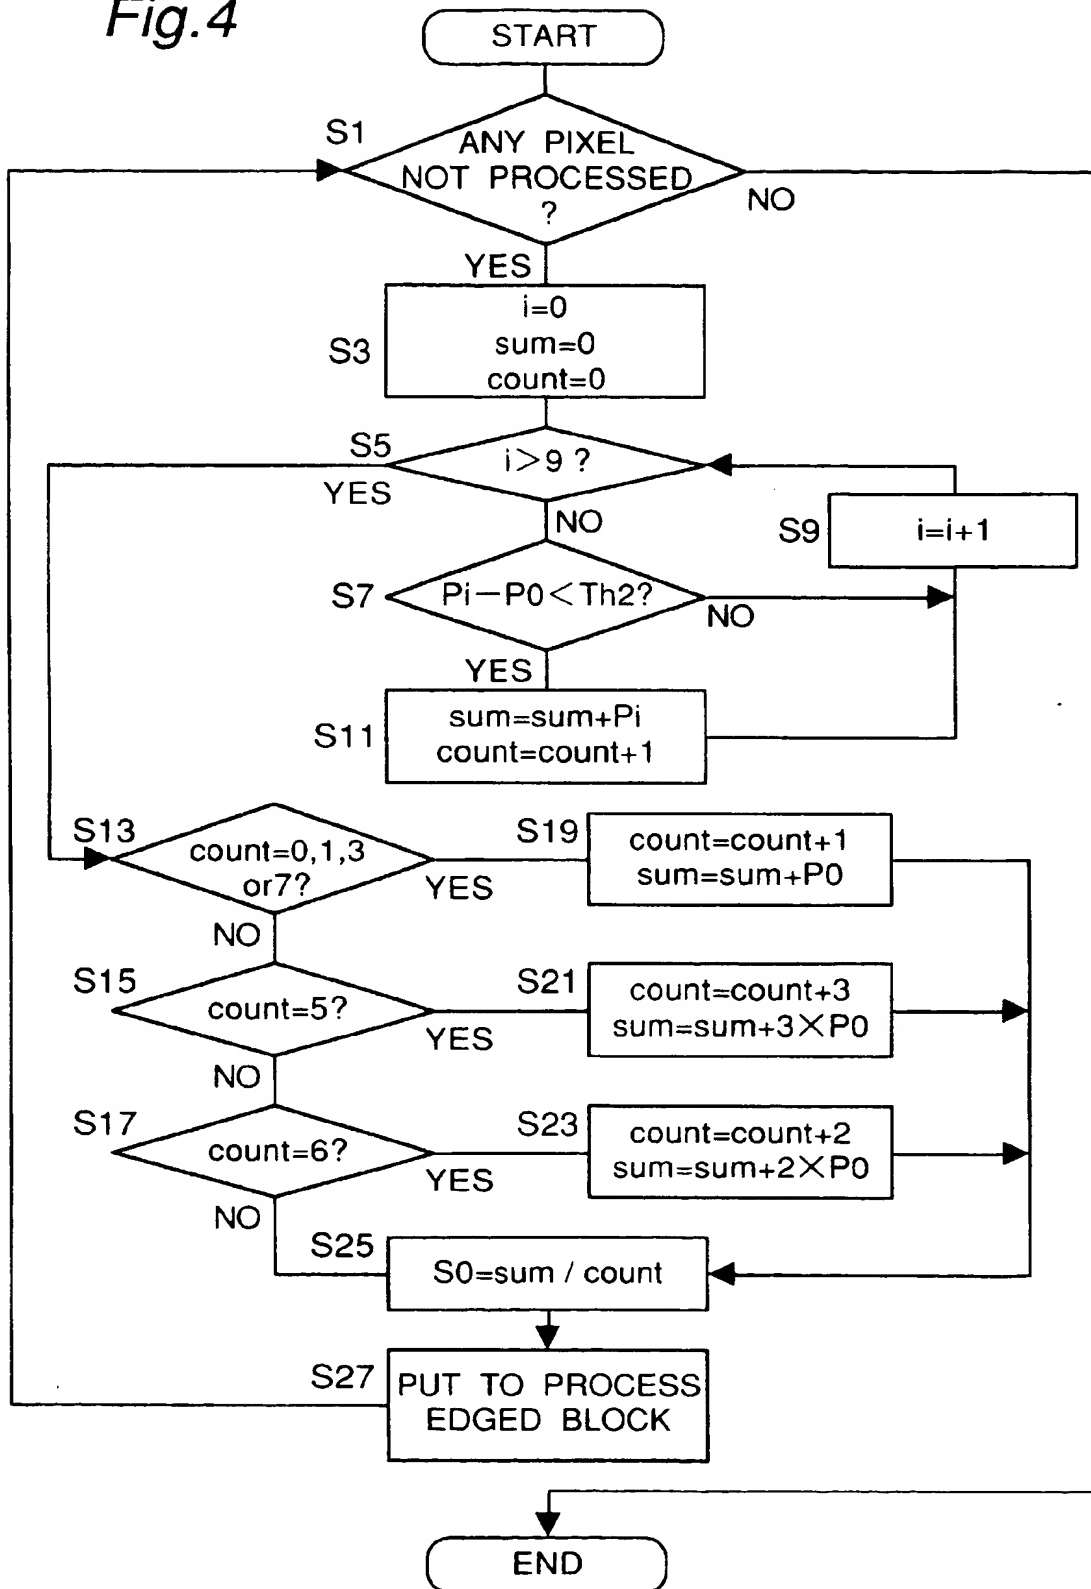 Fig.4
START
S1
ANY PIXEL
NOT PROCESSED
?
NO
YES
S3
i=0
sum=0
count=0
S5
i>9 ?
YES
NO
S9
i=i+1
S7
Pi−P0<Th2?
NO
YES
S11
sum=sum+Pi
count=count+1
S13
count=0,1,3
or7?
YES
S19
count=count+1
sum=sum+P0
NO
S15
count=5?
YES
S21
count=count+3
sum=sum+3×P0
NO
S17
count=6?
YES
S23
count=count+2
sum=sum+2×P0
NO
S25
S0=sum / count
S27
PUT TO PROCESS
EDGED BLOCK
END